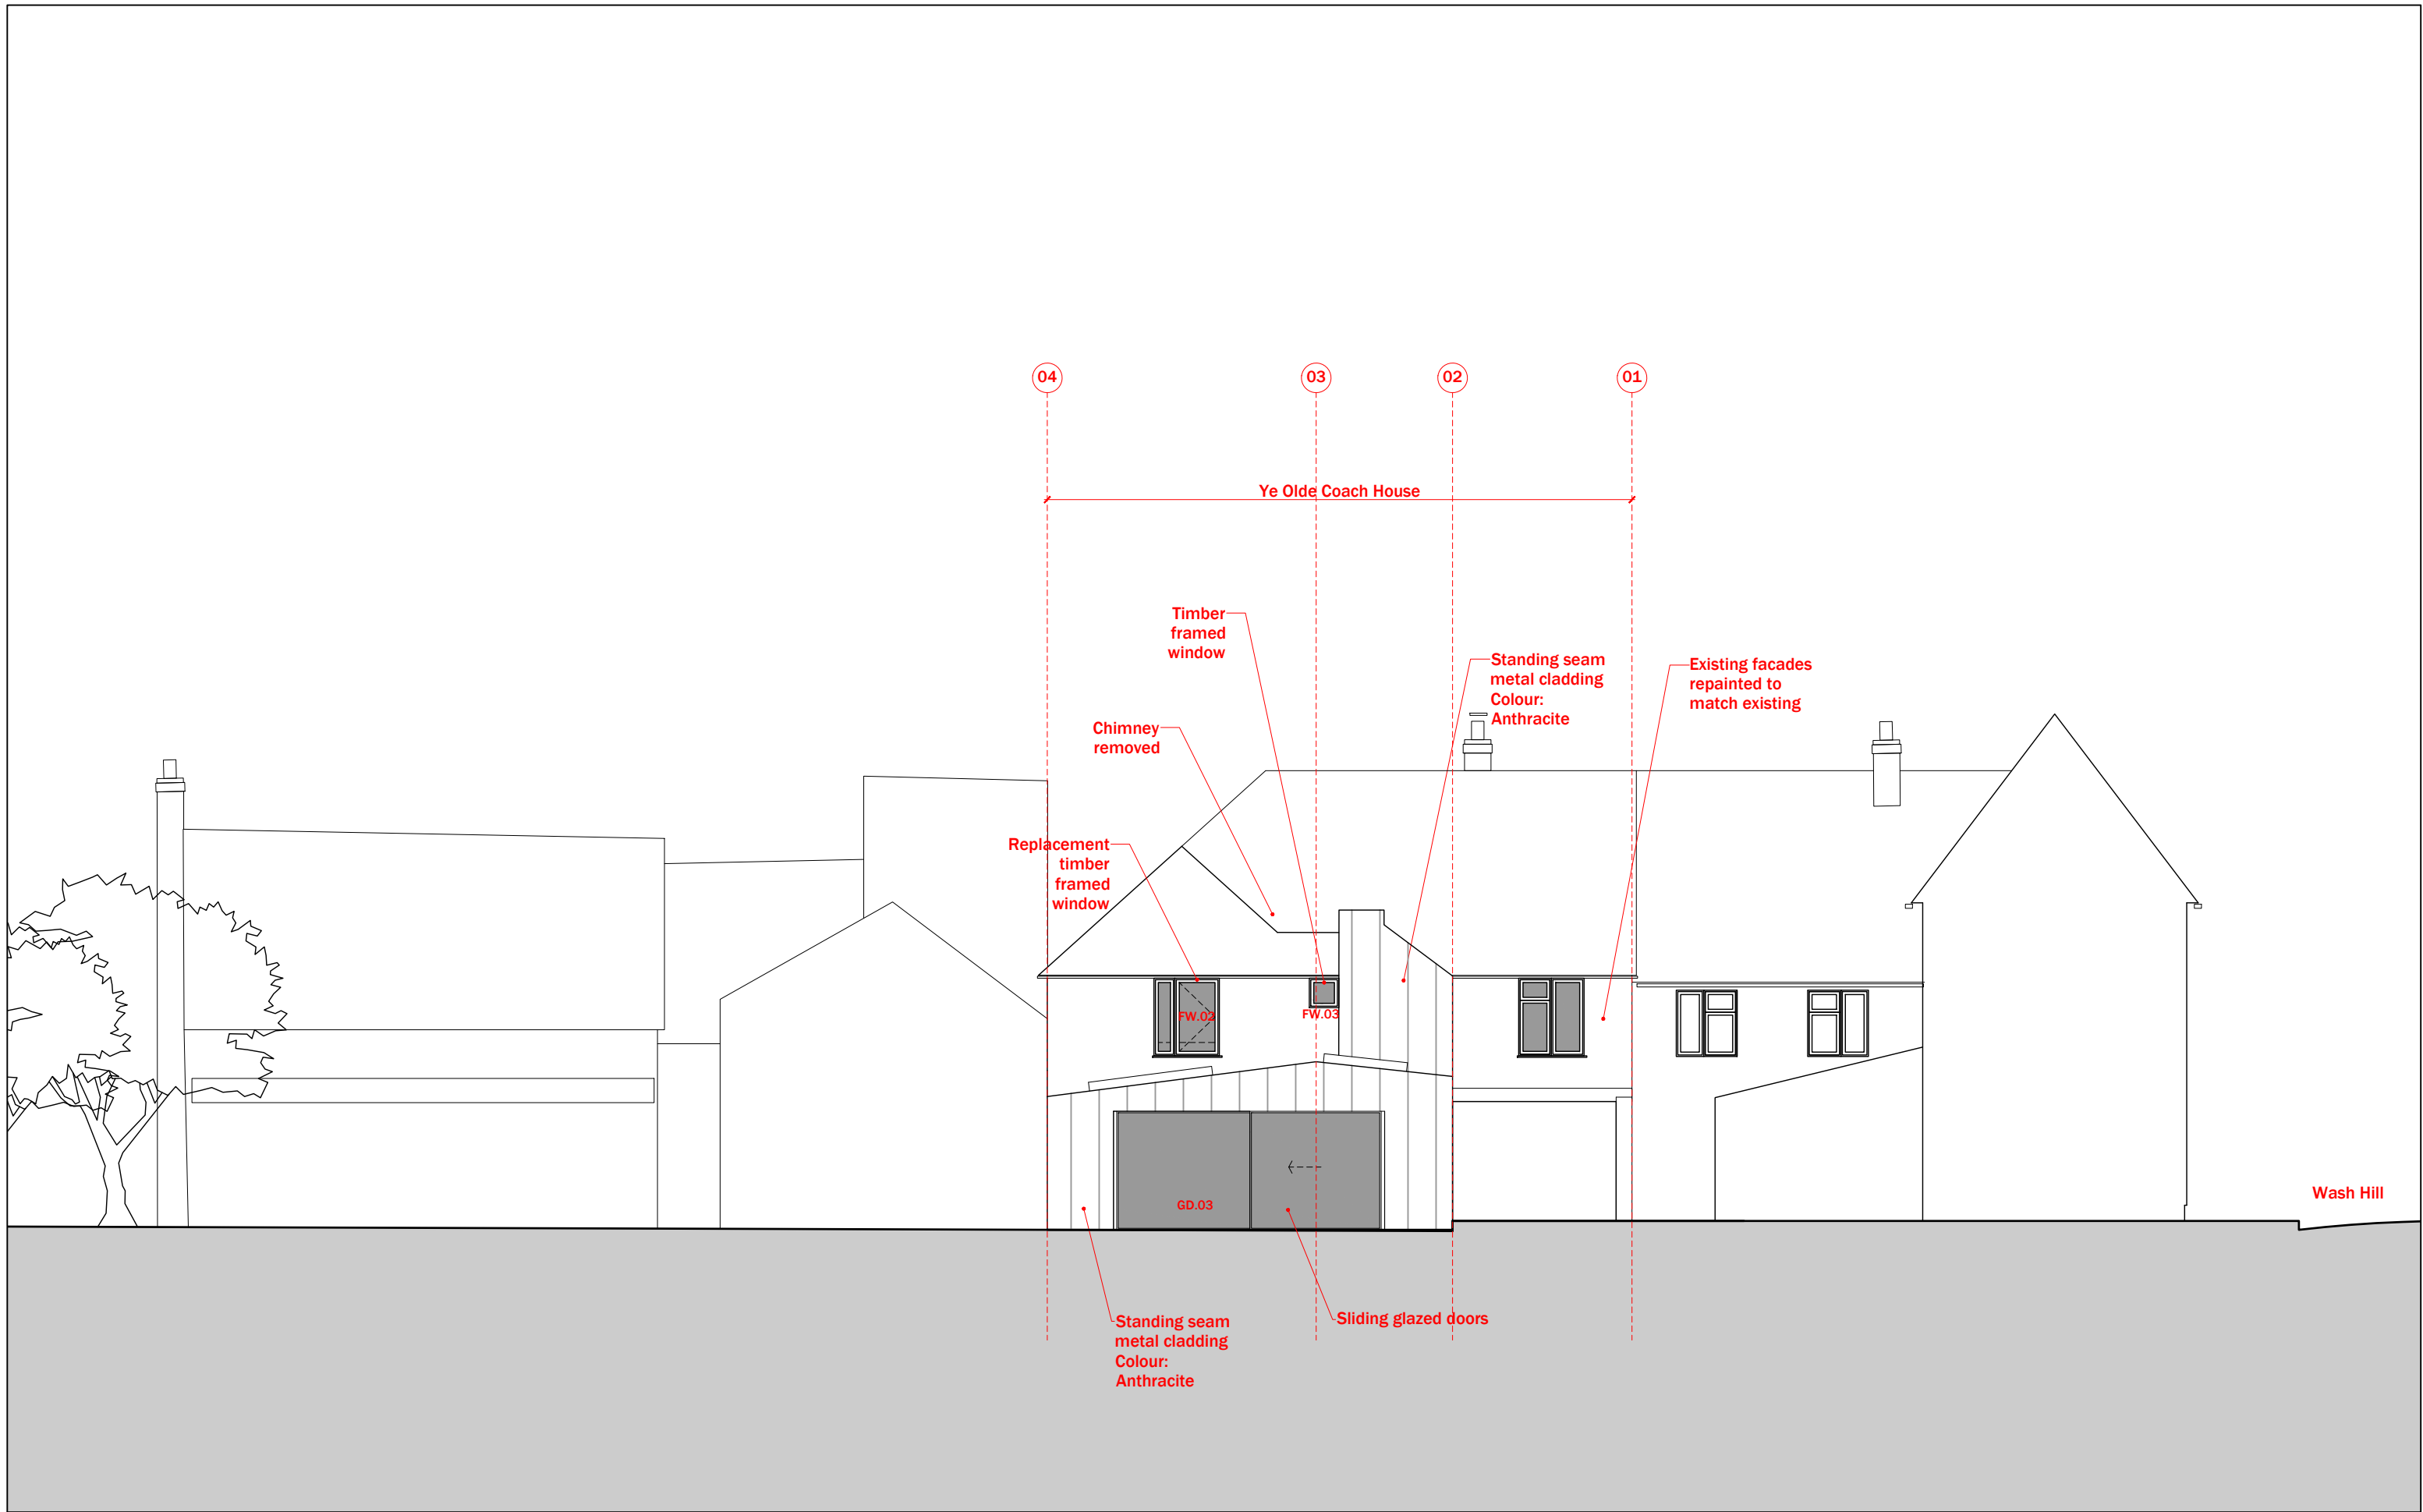 04
03
02
01
Ye Olde Coach House
Timber
framed
window
Standing seam
metal cladding
Colour:
Anthracite
Existing facades
repainted to
match existing
Chimney
removed
Replacement
timber
framed
window
FW.02
FW.03
GD.03
Wash Hill
Standing seam
metal cladding
Colour:
Anthracite
Sliding glazed doors